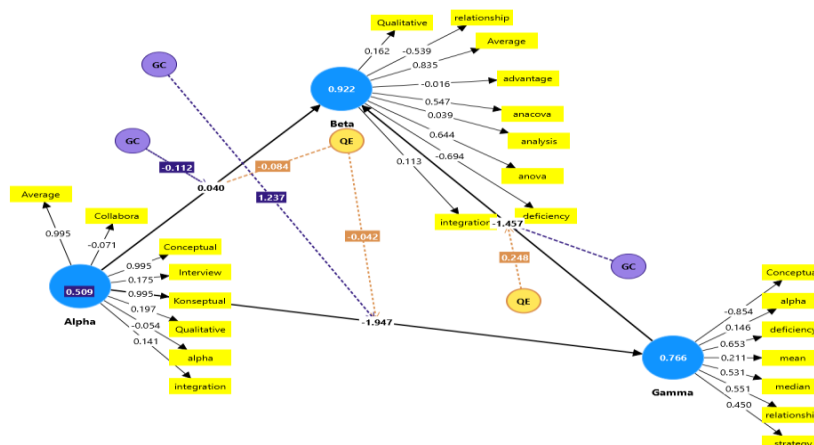 Qualitative
relationship
0.162
-0.539
Average
GC
0.835
0.922
-0.016
advantage
0.547
anacova
Beta
0.039
analysis
GC
QE
0.644
-0.112
-0.084
0.113
-0.694
anova
0.040
Average
1.237
Collabora
integration
deficiency
0.995
-0.071
-1.457
Conceptual
-0.042
0.995
Interview
0.248
GC
0.175
Conceptual
0.509
0.995
Konseptual
QE
-0.854
alpha
Alpha
0.197
-1.947
0.146
Qualitative
deficiency
-0.054
0.653
alpha
0.766
0.211
mean
0.141
0.531
median
integration
Gamma
0.551
0.450
relationship
strategy